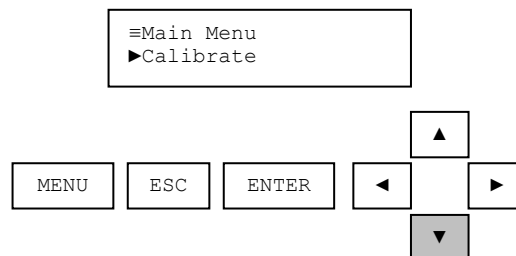 ≡Main Menu
►Calibrate
▲
MENU ESC ENTER ◄ ►
▼